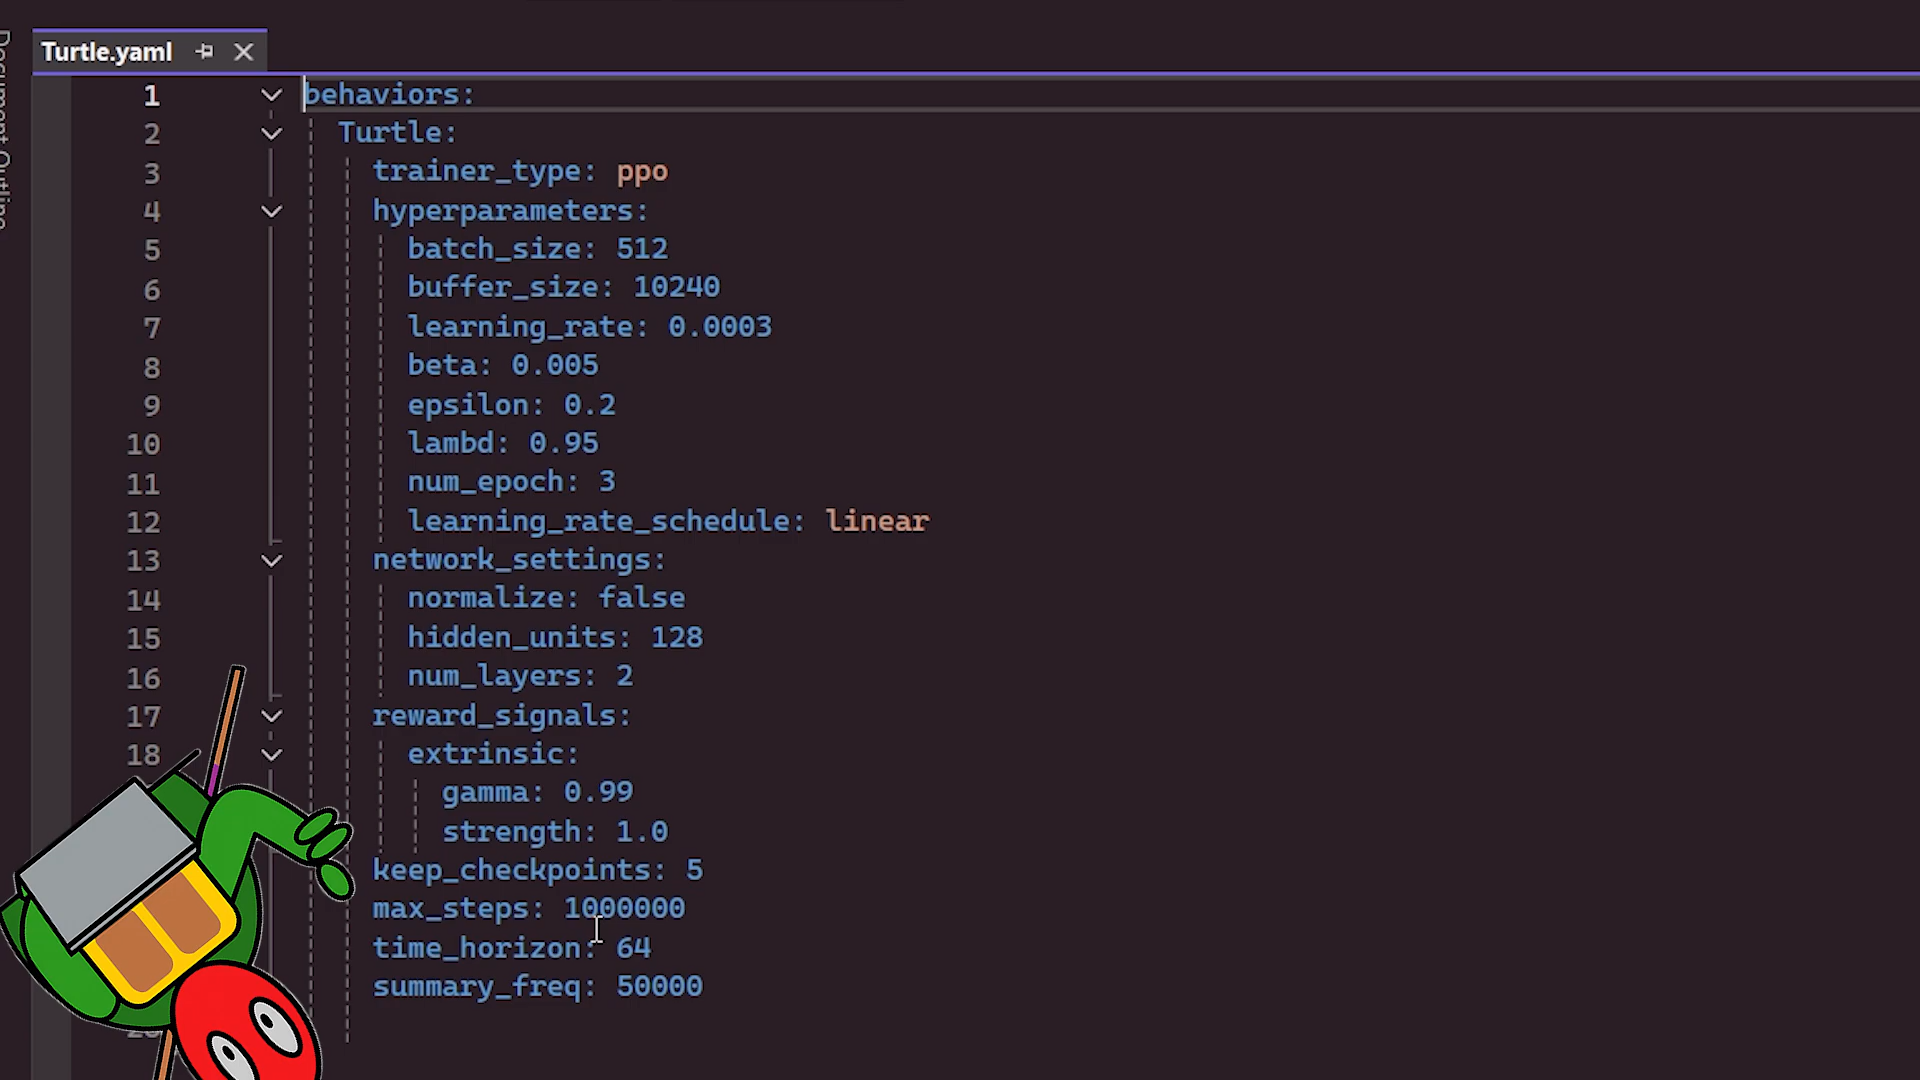 Turtle.yaml
Document Outline
1 behaviors:
2 Turtle:
3 trainer_type: ppo
4 hyperparameters:
5 batch_size: 512
6 buffer_size: 10240
7 learning_rate: 0.0003
8 beta: 0.005
9 epsilon: 0.2
10 lambd: 0.95
11 num_epoch: 3
12 learning_rate_schedule: linear
13 network_settings:
14 normalize: false
15 hidden_units: 128
16 num_layers: 2
17 reward_signals:
18 extrinsic:
gamma: 0.99
strength: 1.0
keep_checkpoints: 5
max_steps: 1000000
time_horizon: 64
summary_freq: 50000